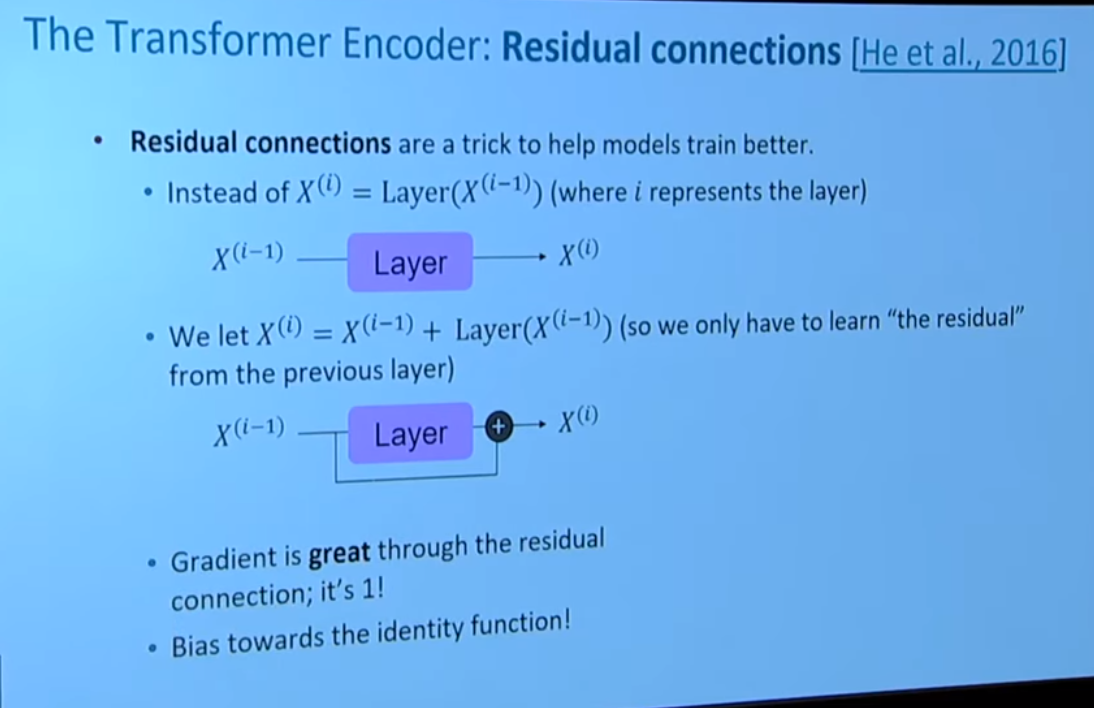 The Transformer Encoder: Residual connections [He et al., 2016]
• Residual connections are a trick to help models train better.
• Instead of X^(i) = Layer(X^(i−1)) (where i represents the layer)
X^(i−1) Layer X^(i)
• We let X^(i) = X^(i−1) + Layer(X^(i−1)) (so we only have to learn “the residual”
from the previous layer)
X^(i−1) Layer + X^(i)
• Gradient is great through the residual
connection; it’s 1!
• Bias towards the identity function!